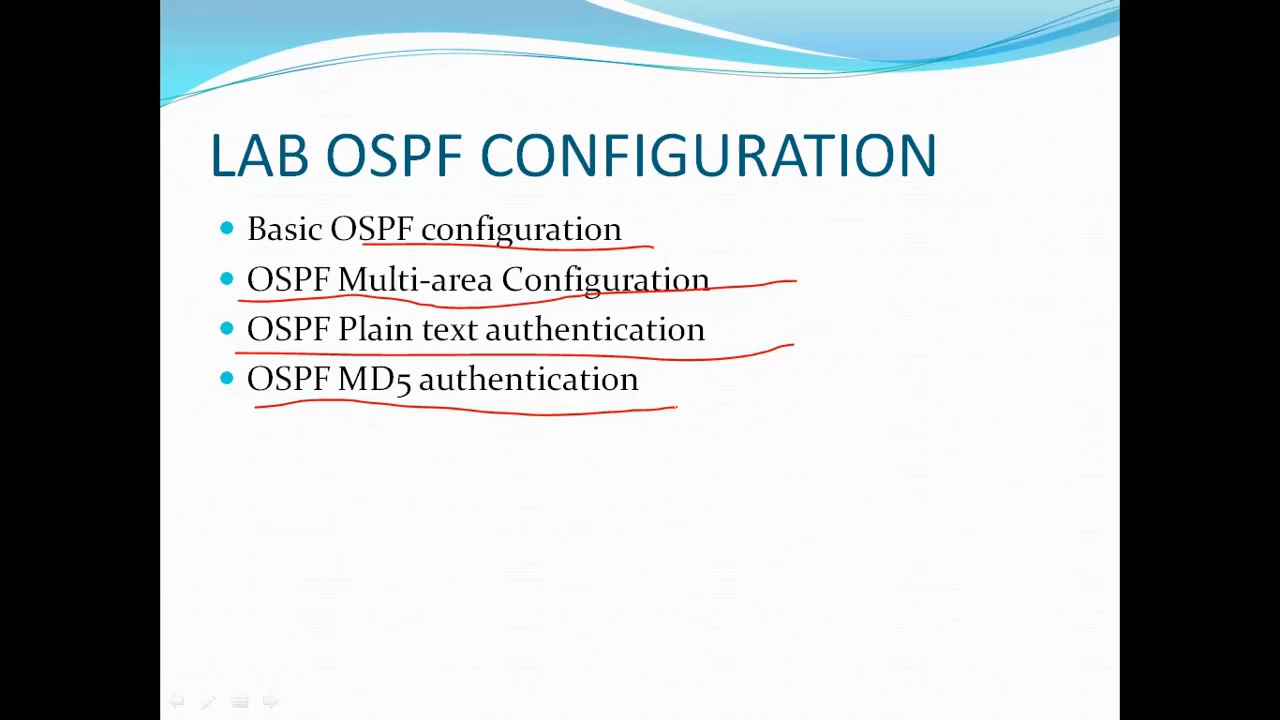 LAB OSPF CONFIGURATION
Basic OSPF configuration
OSPF Multi-area Configuration
OSPF Plain text authentication
OSPF MD5 authentication